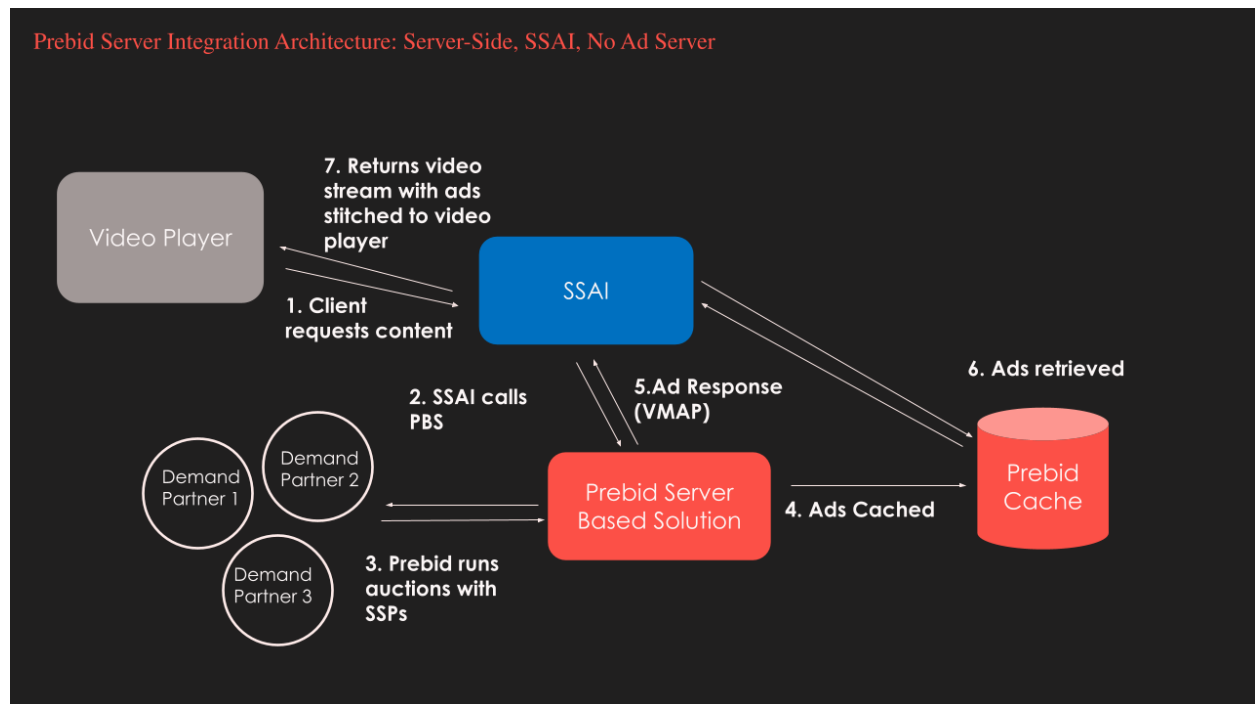 Prebid Server Integration Architecture: Server-Side, SSAI, No Ad Server
7. Returns video
stream with ads
stitched to video
player
Video Player
SSAI
1. Client
requests content
6. Ads retrieved
2. SSAI calls
PBS
5.Ad Response
(VMAP)
Demand
Partner 1
Demand
Partner 2
Demand
Partner 3
Prebid Server
Based Solution
4. Ads Cached
Prebid
Cache
3. Prebid runs
auctions with
SSPs